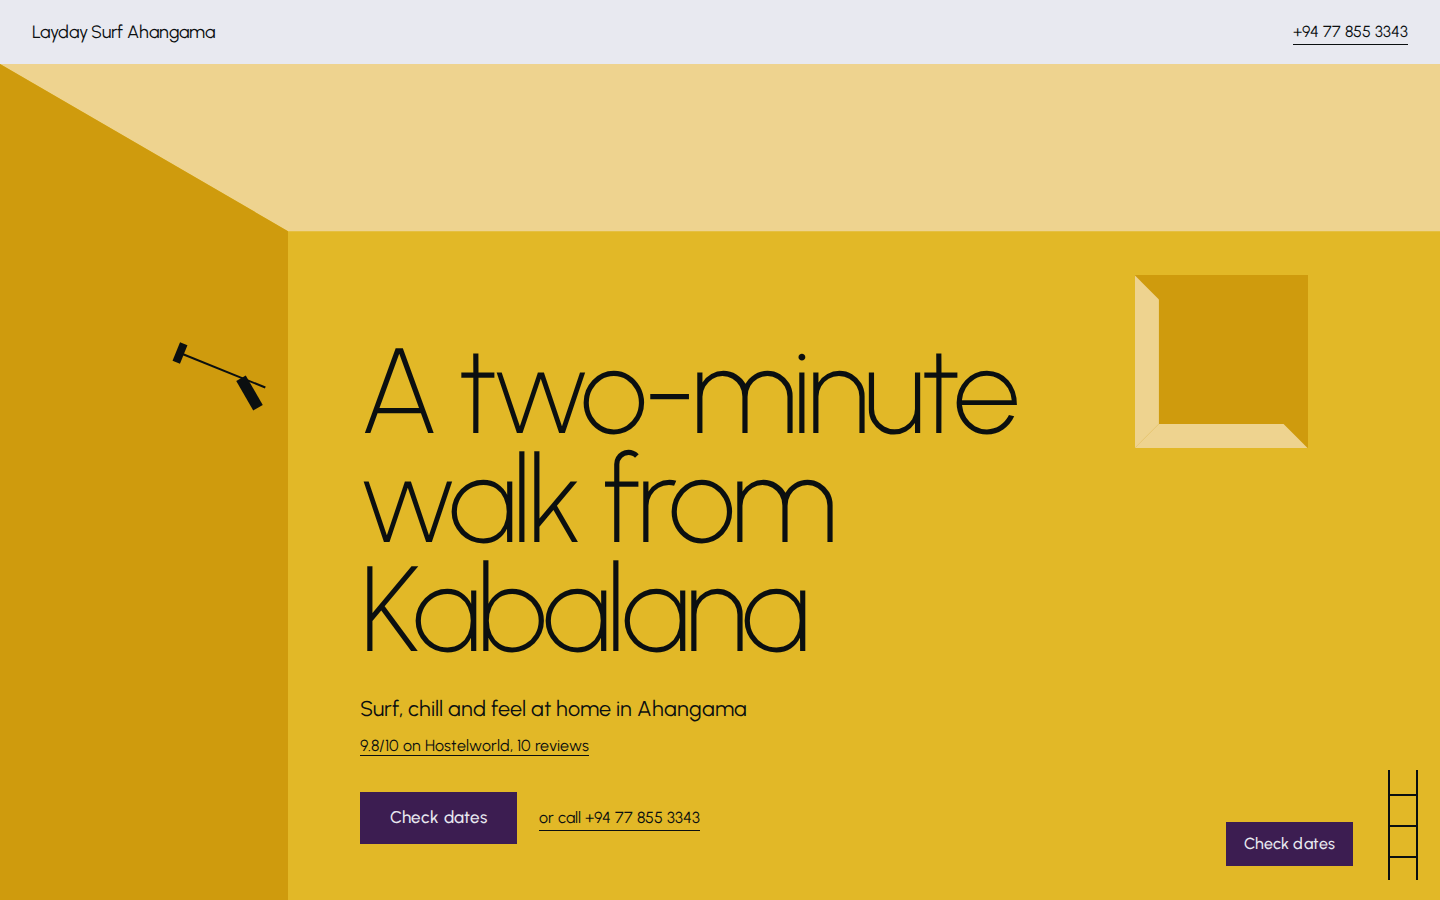 Layday Surf Ahangama
+94 77 855 3343
A two-minute
walk from
Kabalana
Surf, chill and feel at home in Ahangama
9.8/10 on Hostelworld, 10 reviews
Check dates
or call +94 77 855 3343
Check dates